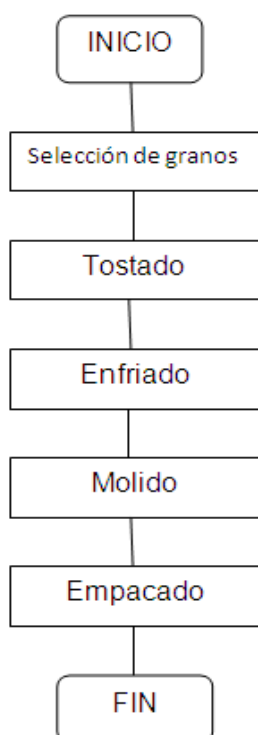 INICIO
Selección de granos
Tostado
Enfriado
Molido
Empacado
FIN